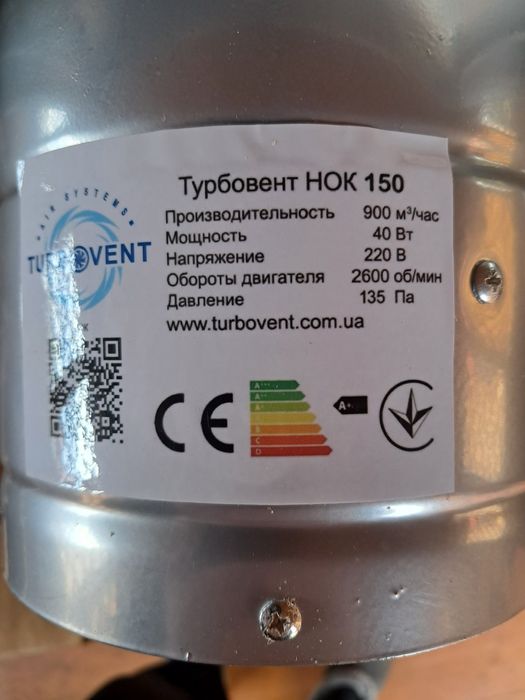 AIR SYSTEMS
TURBOVENT
Турбовент НОК 150
Производительность 900 м³/час
Мощность 40 Вт
Напряжение 220 В
Обороты двигателя 2600 об/мин
Давление 135 Па
www.turbovent.com.ua
CE
A+++
A++
A+
A
B
C
D